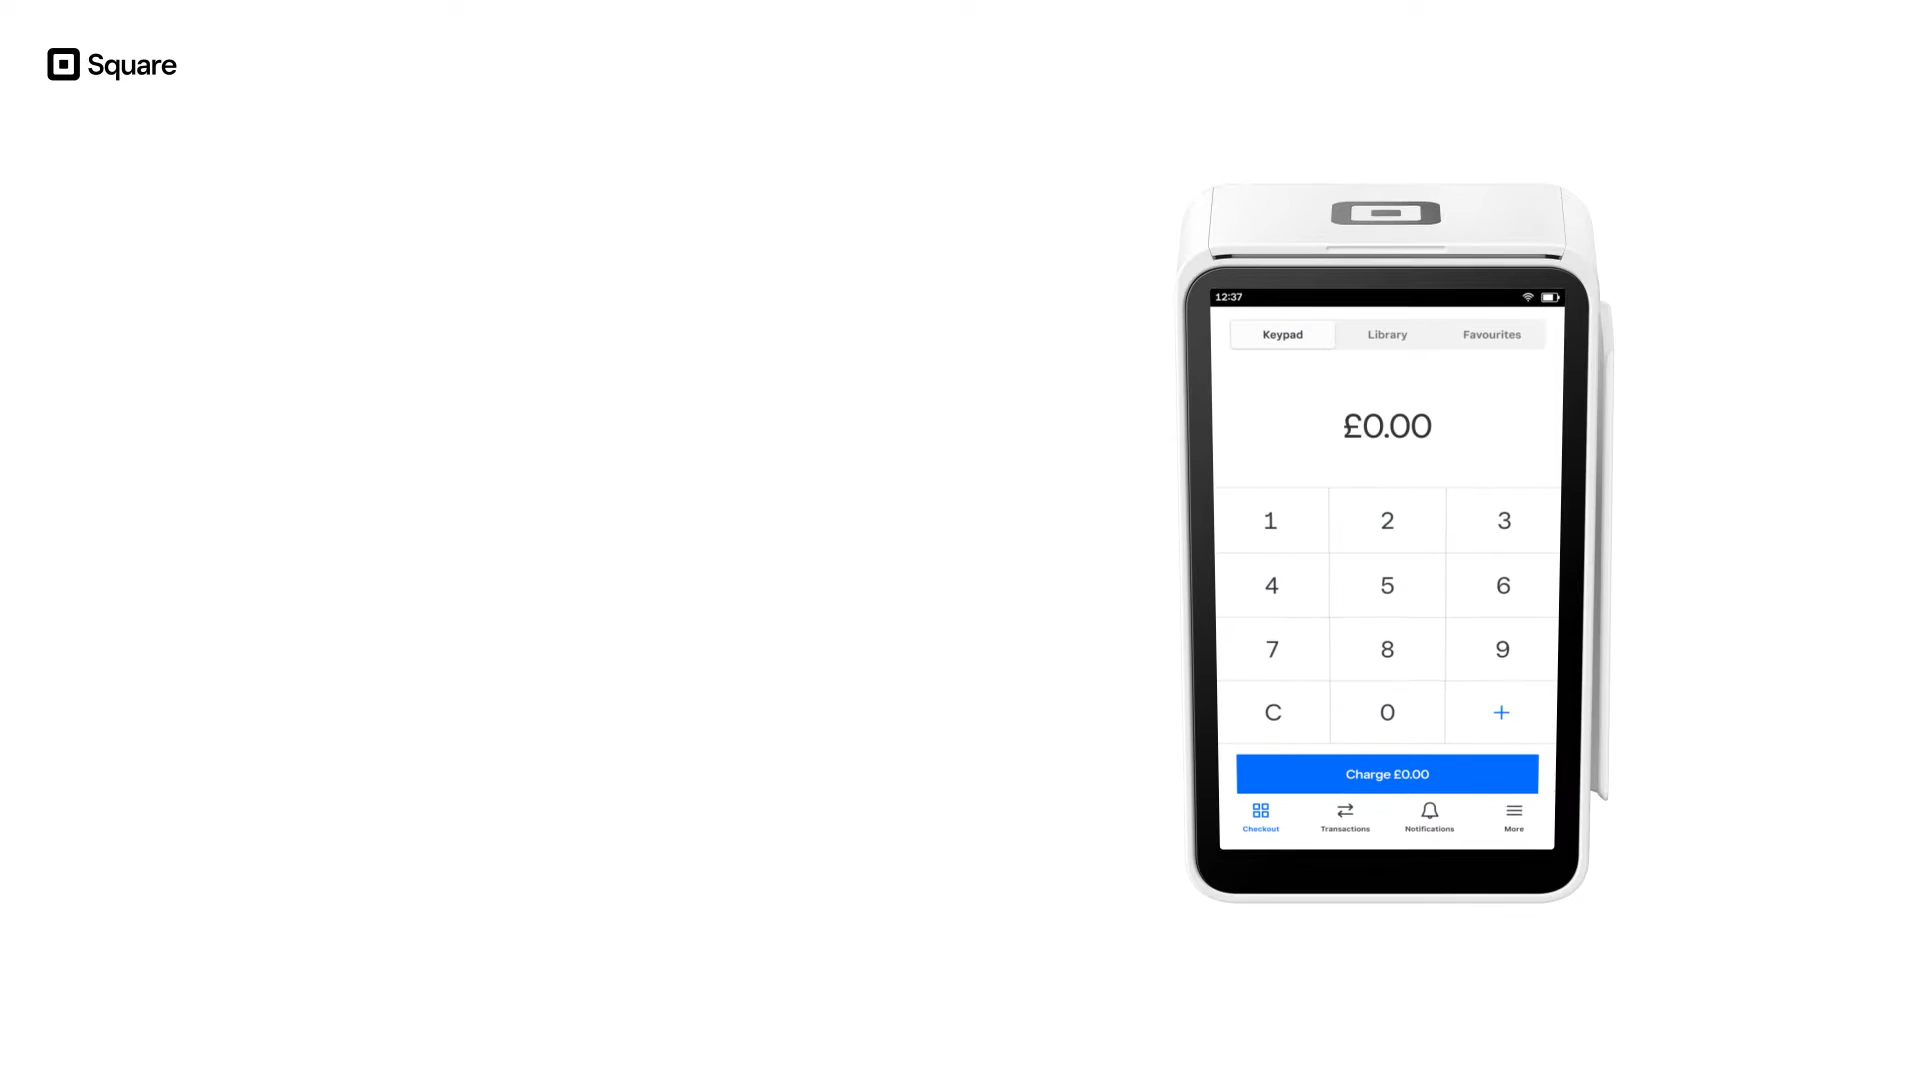 Square
12:37
Keypad Library Favourites
£0.00
1 2 3
4 5 6
7 8 9
C 0 +
Charge £0.00
Checkout Transactions Notifications More